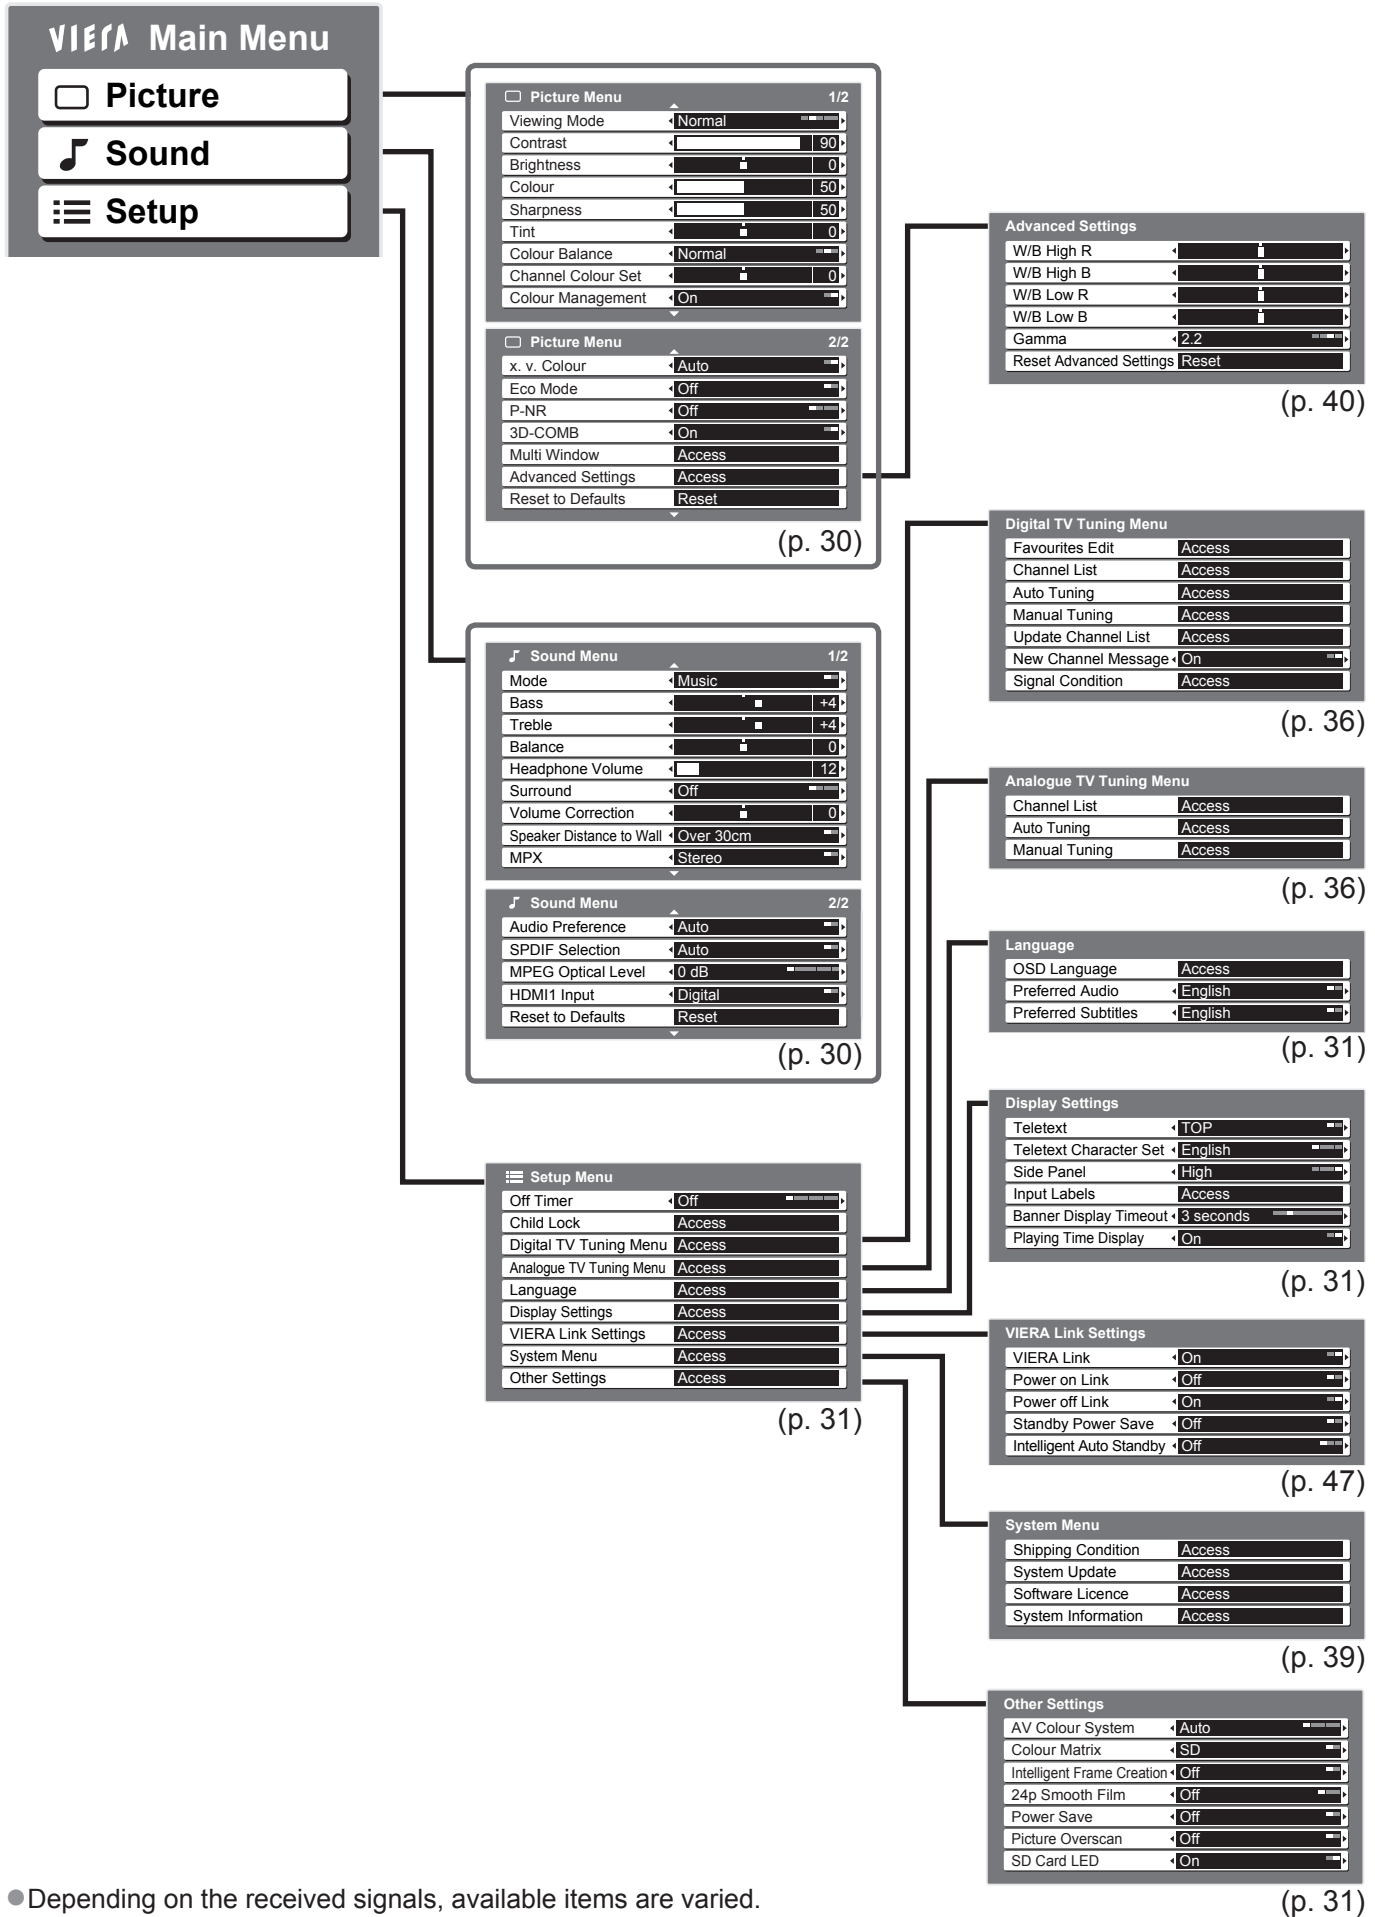 VIERA Main Menu
Picture
Sound
Setup
Picture Menu 1/2
Viewing Mode Normal
Contrast 90
Brightness 0
Colour 50
Sharpness 50
Tint 0
Colour Balance Normal
Channel Colour Set 0
Colour Management On
Picture Menu 2/2
x. v. Colour Auto
Eco Mode Off
P-NR Off
3D-COMB On
Multi Window Access
Advanced Settings Access
Reset to Defaults Reset
(p. 30)
Sound Menu 1/2
Mode Music
Bass +4
Treble +4
Balance 0
Headphone Volume 12
Surround Off
Volume Correction 0
Speaker Distance to Wall Over 30cm
MPX Stereo
Sound Menu 2/2
Audio Preference Auto
SPDIF Selection Auto
MPEG Optical Level 0 dB
HDMI1 Input Digital
Reset to Defaults Reset
(p. 30)
Setup Menu
Off Timer Off
Child Lock Access
Digital TV Tuning Menu Access
Analogue TV Tuning Menu Access
Language Access
Display Settings Access
VIERA Link Settings Access
System Menu Access
Other Settings Access
(p. 31)
Advanced Settings
W/B High R
W/B High B
W/B Low R
W/B Low B
Gamma 2.2
Reset Advanced Settings Reset
(p. 40)
Digital TV Tuning Menu
Favourites Edit Access
Channel List Access
Auto Tuning Access
Manual Tuning Access
Update Channel List Access
New Channel Message On
Signal Condition Access
(p. 36)
Analogue TV Tuning Menu
Channel List Access
Auto Tuning Access
Manual Tuning Access
(p. 36)
Language
OSD Language Access
Preferred Audio English
Preferred Subtitles English
(p. 31)
Display Settings
Teletext TOP
Teletext Character Set English
Side Panel High
Input Labels Access
Banner Display Timeout 3 seconds
Playing Time Display On
(p. 31)
VIERA Link Settings
VIERA Link On
Power on Link Off
Power off Link On
Standby Power Save Off
Intelligent Auto Standby Off
(p. 47)
System Menu
Shipping Condition Access
System Update Access
Software Licence Access
System Information Access
(p. 39)
Other Settings
AV Colour System Auto
Colour Matrix SD
Intelligent Frame Creation Off
24p Smooth Film Off
Power Save Off
Picture Overscan Off
SD Card LED On
(p. 31)
●Depending on the received signals, available items are varied.